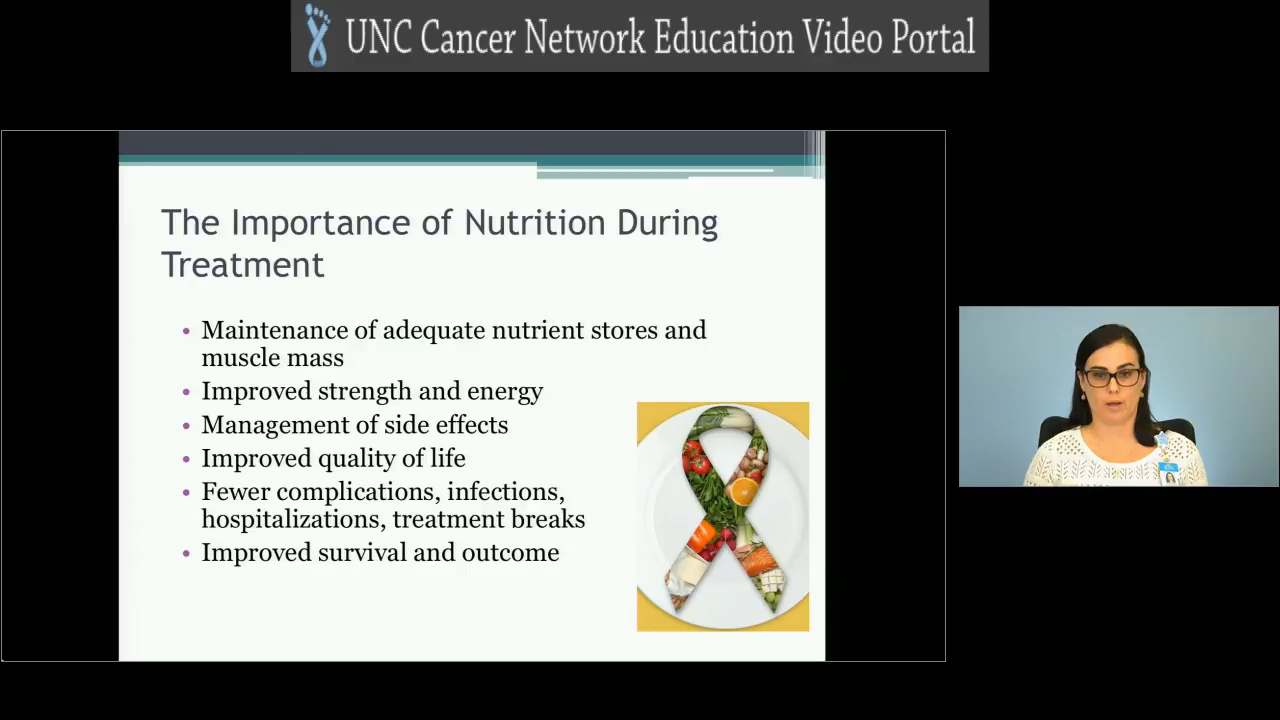 UNC Cancer Network Education Video Portal
The Importance of Nutrition During
Treatment
• Maintenance of adequate nutrient stores and
muscle mass
• Improved strength and energy
• Management of side effects
• Improved quality of life
• Fewer complications, infections,
hospitalizations, treatment breaks
• Improved survival and outcome